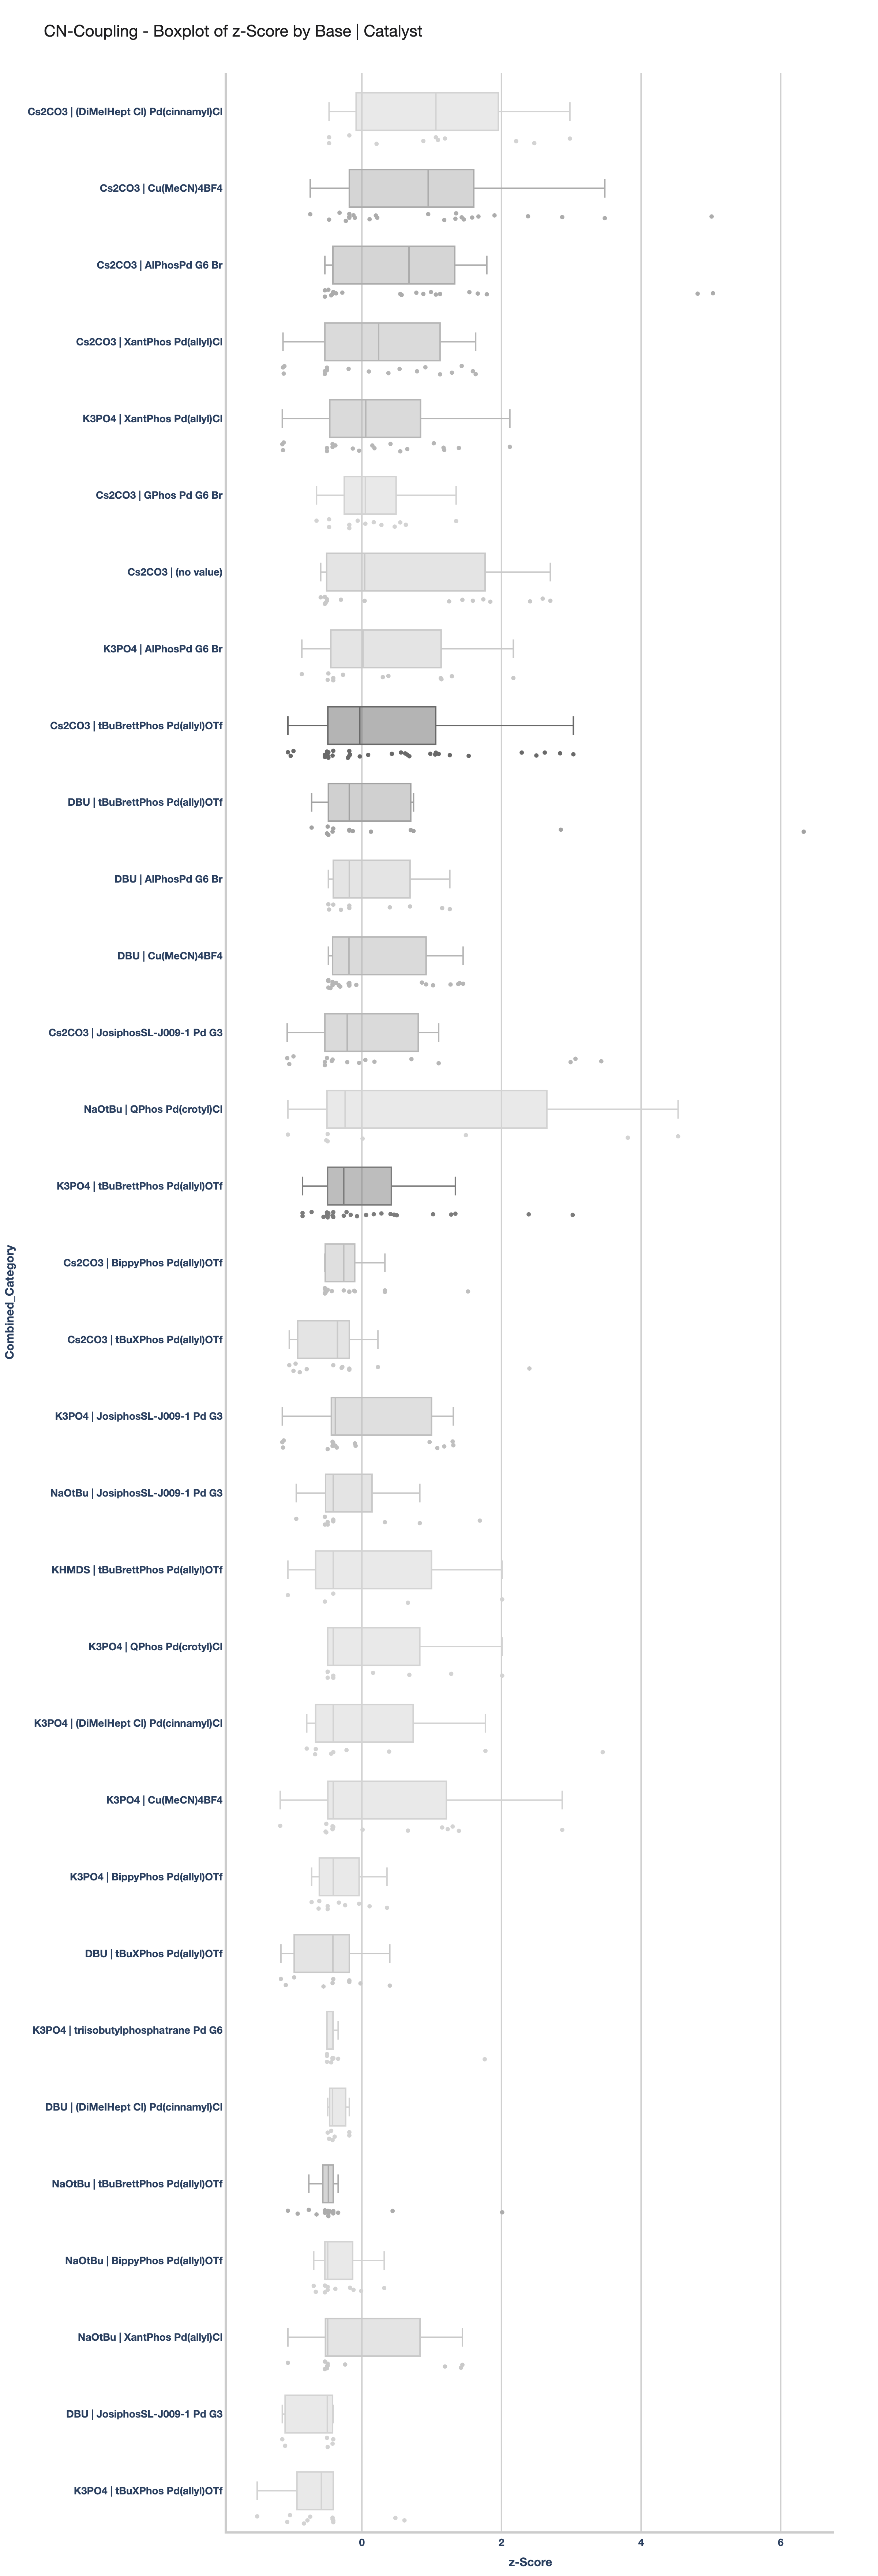 CN-Coupling - Boxplot of z-Score by Base | Catalyst
Cs2CO3 | (DiMeIHept Cl) Pd(cinnamyl)Cl
Cs2CO3 | Cu(MeCN)4BF4
Cs2CO3 | AlPhosPd G6 Br
Cs2CO3 | XantPhos Pd(allyl)Cl
K3PO4 | XantPhos Pd(allyl)Cl
Cs2CO3 | GPhos Pd G6 Br
Cs2CO3 | (no value)
K3PO4 | AlPhosPd G6 Br
Cs2CO3 | tBuBrettPhos Pd(allyl)OTf
DBU | tBuBrettPhos Pd(allyl)OTf
DBU | AlPhosPd G6 Br
DBU | Cu(MeCN)4BF4
Cs2CO3 | JosiphosSL-J009-1 Pd G3
NaOtBu | QPhos Pd(crotyl)Cl
K3PO4 | tBuBrettPhos Pd(allyl)OTf
Cs2CO3 | BippyPhos Pd(allyl)OTf
Cs2CO3 | tBuXPhos Pd(allyl)OTf
K3PO4 | JosiphosSL-J009-1 Pd G3
NaOtBu | JosiphosSL-J009-1 Pd G3
KHMDS | tBuBrettPhos Pd(allyl)OTf
K3PO4 | QPhos Pd(crotyl)Cl
K3PO4 | (DiMeIHept Cl) Pd(cinnamyl)Cl
K3PO4 | Cu(MeCN)4BF4
K3PO4 | BippyPhos Pd(allyl)OTf
DBU | tBuXPhos Pd(allyl)OTf
K3PO4 | triisobutylphosphatrane Pd G6
DBU | (DiMeIHept Cl) Pd(cinnamyl)Cl
NaOtBu | tBuBrettPhos Pd(allyl)OTf
NaOtBu | BippyPhos Pd(allyl)OTf
NaOtBu | XantPhos Pd(allyl)Cl
DBU | JosiphosSL-J009-1 Pd G3
K3PO4 | tBuXPhos Pd(allyl)OTf
Combined_Category
0 2 4 6
z-Score